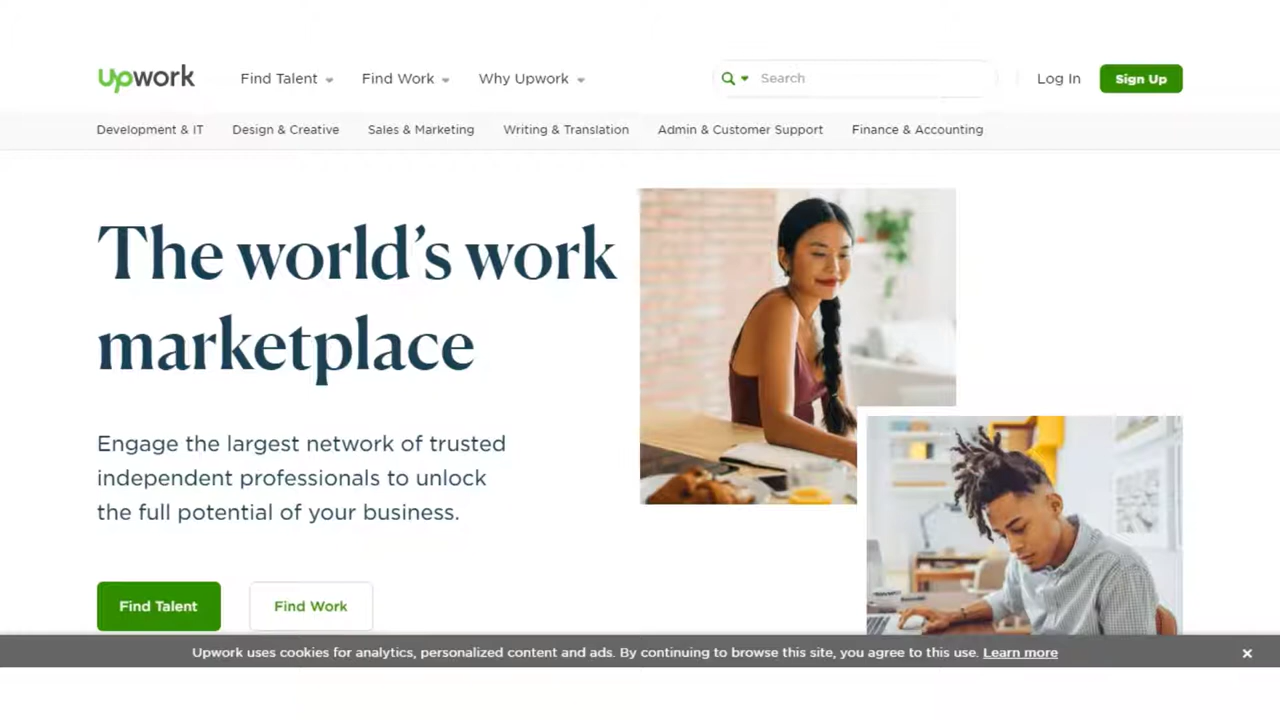 Upwork
Find Talent Find Work Why Upwork Search Log In Sign Up
Development & IT Design & Creative Sales & Marketing Writing & Translation Admin & Customer Support Finance & Accounting
The world's work
marketplace
Engage the largest network of trusted
independent professionals to unlock
the full potential of your business.
Find Talent Find Work
Upwork uses cookies for analytics, personalized content and ads. By continuing to browse this site, you agree to this use. Learn more ×